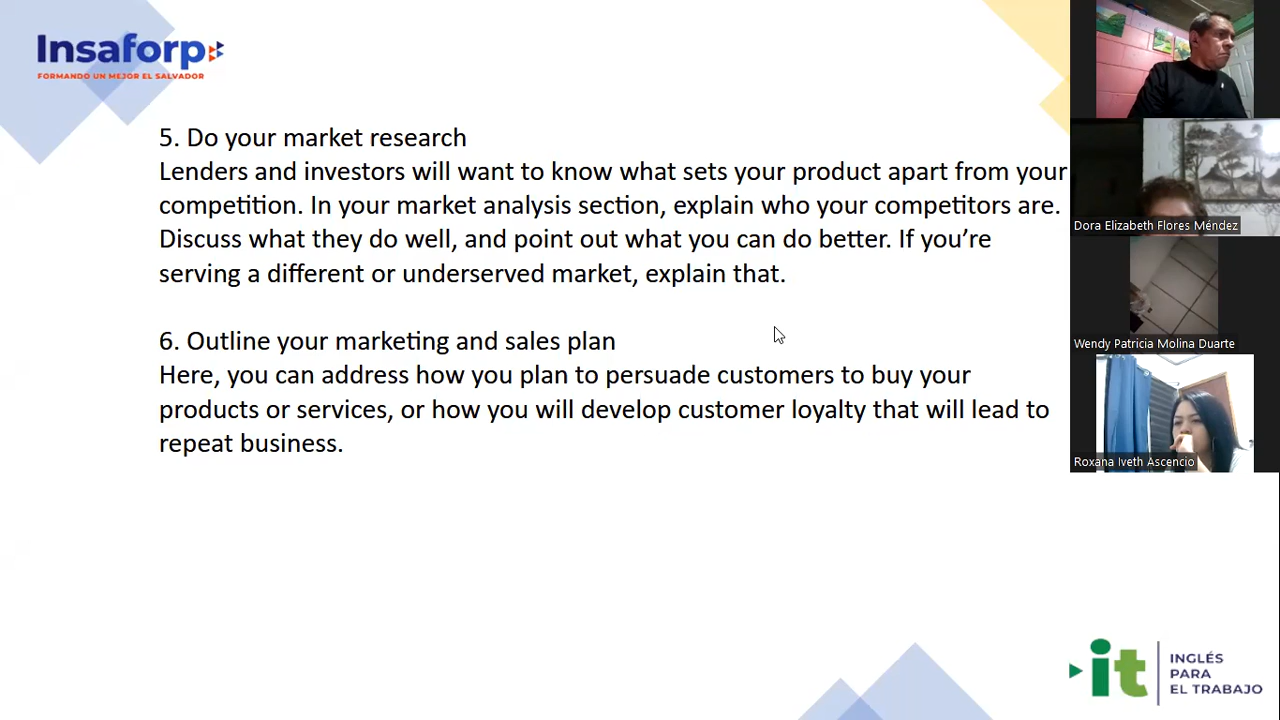 Insaforp
FORMANDO UN MEJOR EL SALVADOR
5. Do your market research
Lenders and investors will want to know what sets your product apart from your
competition. In your market analysis section, explain who your competitors are.
Discuss what they do well, and point out what you can do better. If you’re
serving a different or underserved market, explain that.
6. Outline your marketing and sales plan
Here, you can address how you plan to persuade customers to buy your
products or services, or how you will develop customer loyalty that will lead to
repeat business.
Dora Elizabeth Flores Méndez
Wendy Patricia Molina Duarte
Roxana Iveth Ascencio
it
INGLÉS
PARA
EL TRABAJO